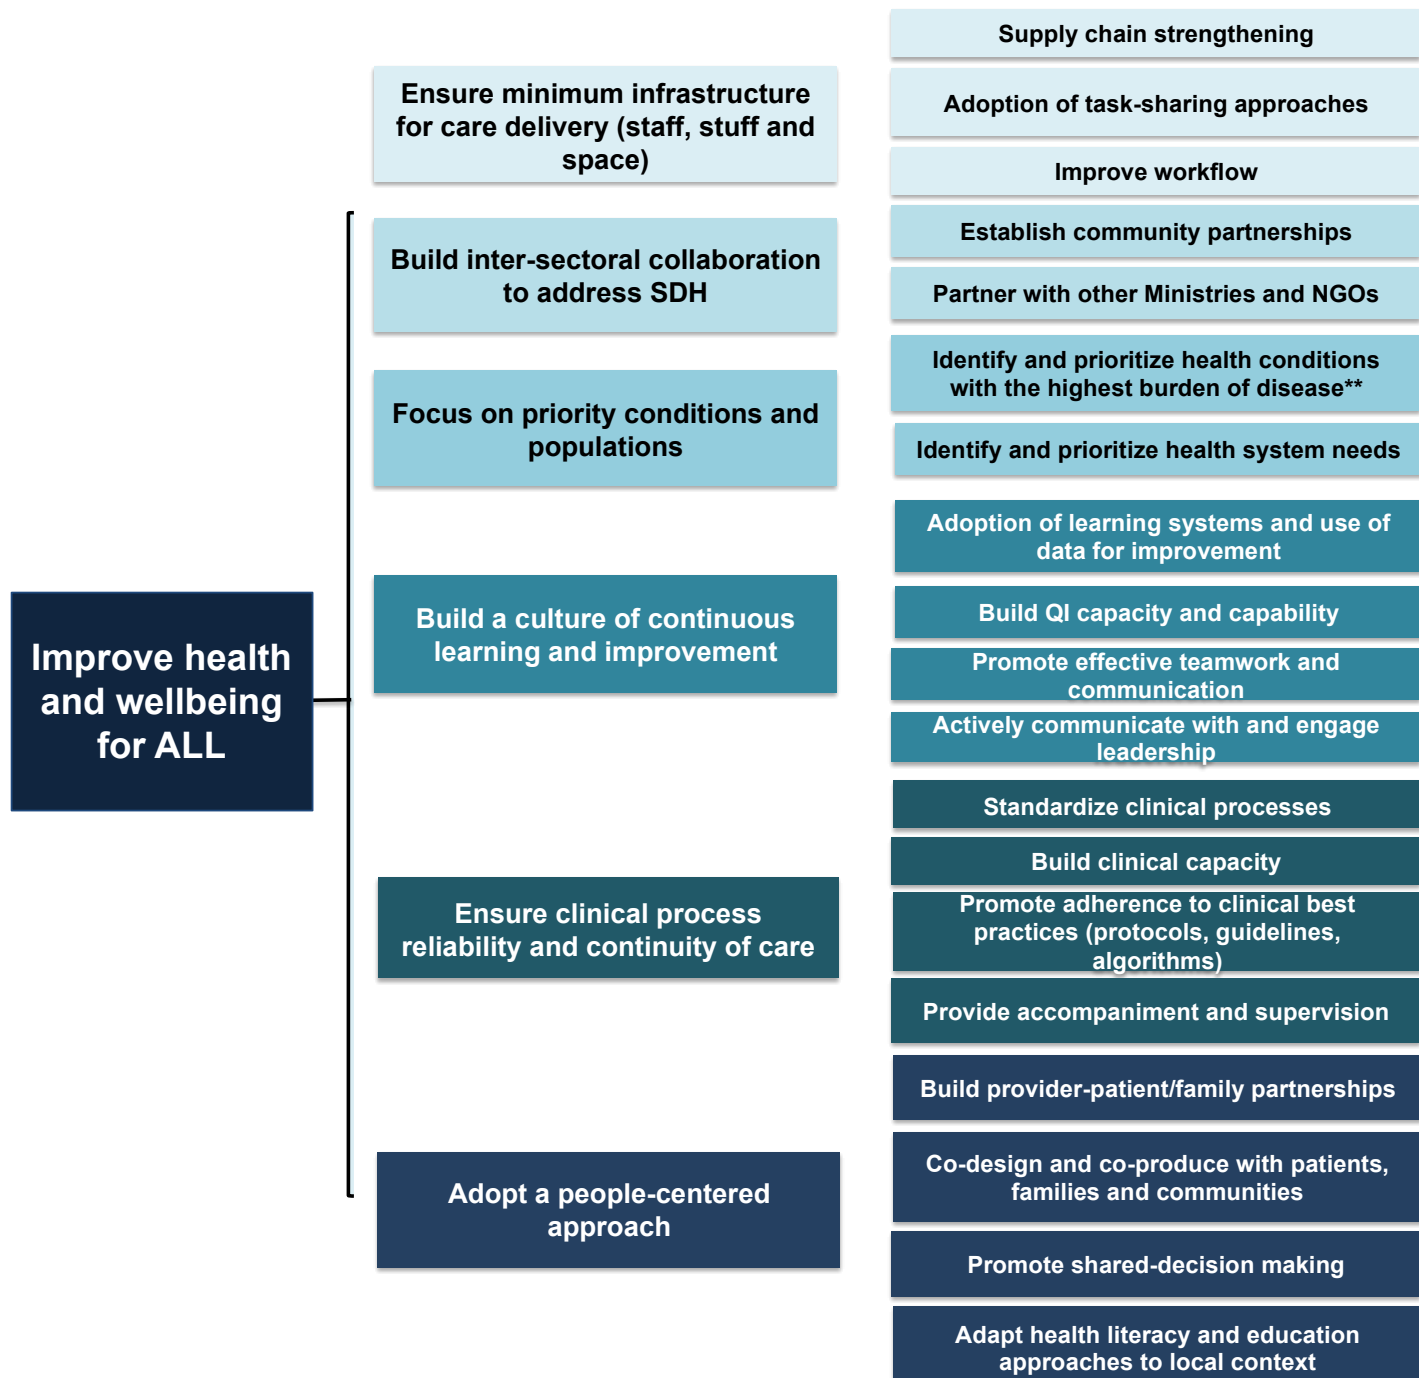 Improve health
and wellbeing
for ALL
Ensure minimum infrastructure
for care delivery (staff, stuff and
space)
Supply chain strengthening
Adoption of task-sharing approaches
Improve workflow
Build inter-sectoral collaboration
to address SDH
Establish community partnerships
Partner with other Ministries and NGOs
Focus on priority conditions and
populations
Identify and prioritize health conditions
with the highest burden of disease**
Identify and prioritize health system needs
Build a culture of continuous
learning and improvement
Adoption of learning systems and use of
data for improvement
Build QI capacity and capability
Promote effective teamwork and
communication
Actively communicate with and engage
leadership
Ensure clinical process
reliability and continuity of care
Standardize clinical processes
Build clinical capacity
Promote adherence to clinical best
practices (protocols, guidelines,
algorithms)
Provide accompaniment and supervision
Adopt a people-centered
approach
Build provider-patient/family partnerships
Co-design and co-produce with patients,
families and communities
Promote shared-decision making
Adapt health literacy and education
approaches to local context